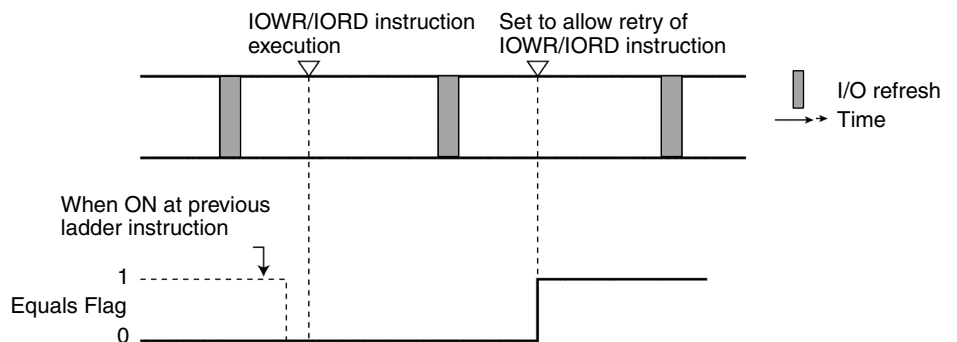 IOWR/IORD instruction
execution
Set to allow retry of
IOWR/IORD instruction
I/O refresh
Time
When ON at previous
ladder instruction
1
Equals Flag
0